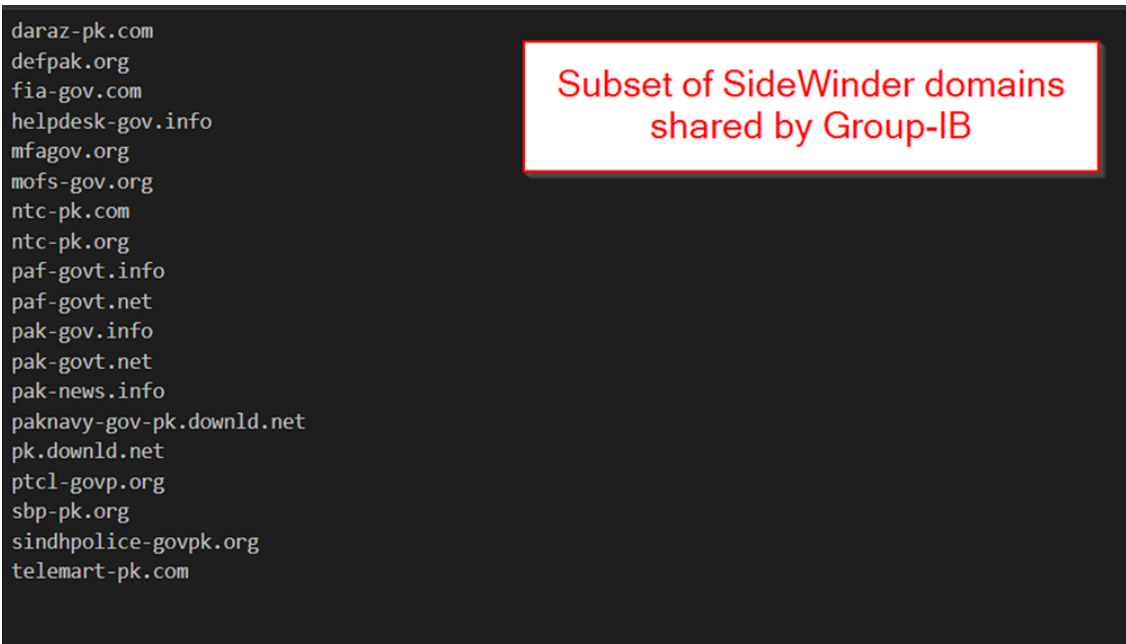 daraz-pk.com
defpak.org
fia-gov.com
helpdesk-gov.info
mfagov.org
mofs-gov.org
ntc-pk.com
ntc-pk.org
paf-govt.info
paf-govt.net
pak-gov.info
pak-govt.net
pak-news.info
paknavy-gov-pk.downld.net
pk.downld.net
ptcl-govp.org
sbp-pk.org
sindhpolice-govpk.org
telemart-pk.com
Subset of SideWinder domains
shared by Group-IB